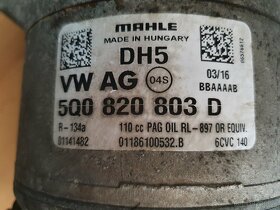 MAHLE
MADE IN HUNGARY
DH5
VW AG 04S
03/16
BBAAAAB
5Q0 820 803 D
R-134a 110 cc PAG OIL RL-897 OR EQUIV.
01141482 01186100532.B 6CVC 140